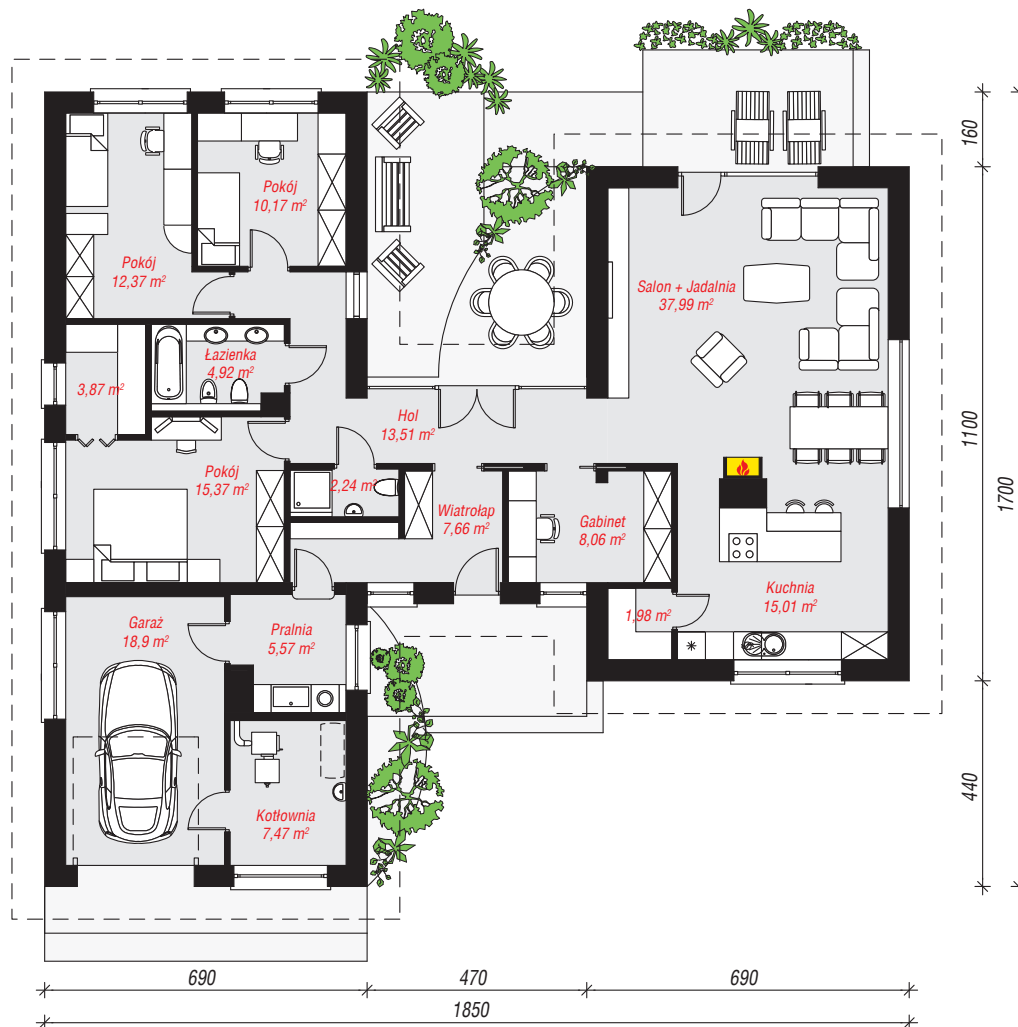 Pokój
10,17 m²
Pokój
12,37 m²
Salon + Jadalnia
37,99 m²
Łazienka
4,92 m²
3,87 m²
Hol
13,51 m²
Pokój
15,37 m²
2,24 m²
Wiatrołap
7,66 m²
Gabinet
8,06 m²
Kuchnia
15,01 m²
1,98 m²
Garaż
18,9 m²
Pralnia
5,57 m²
Kotłownia
7,47 m²
160
1100
1700
440
690
470
690
1850